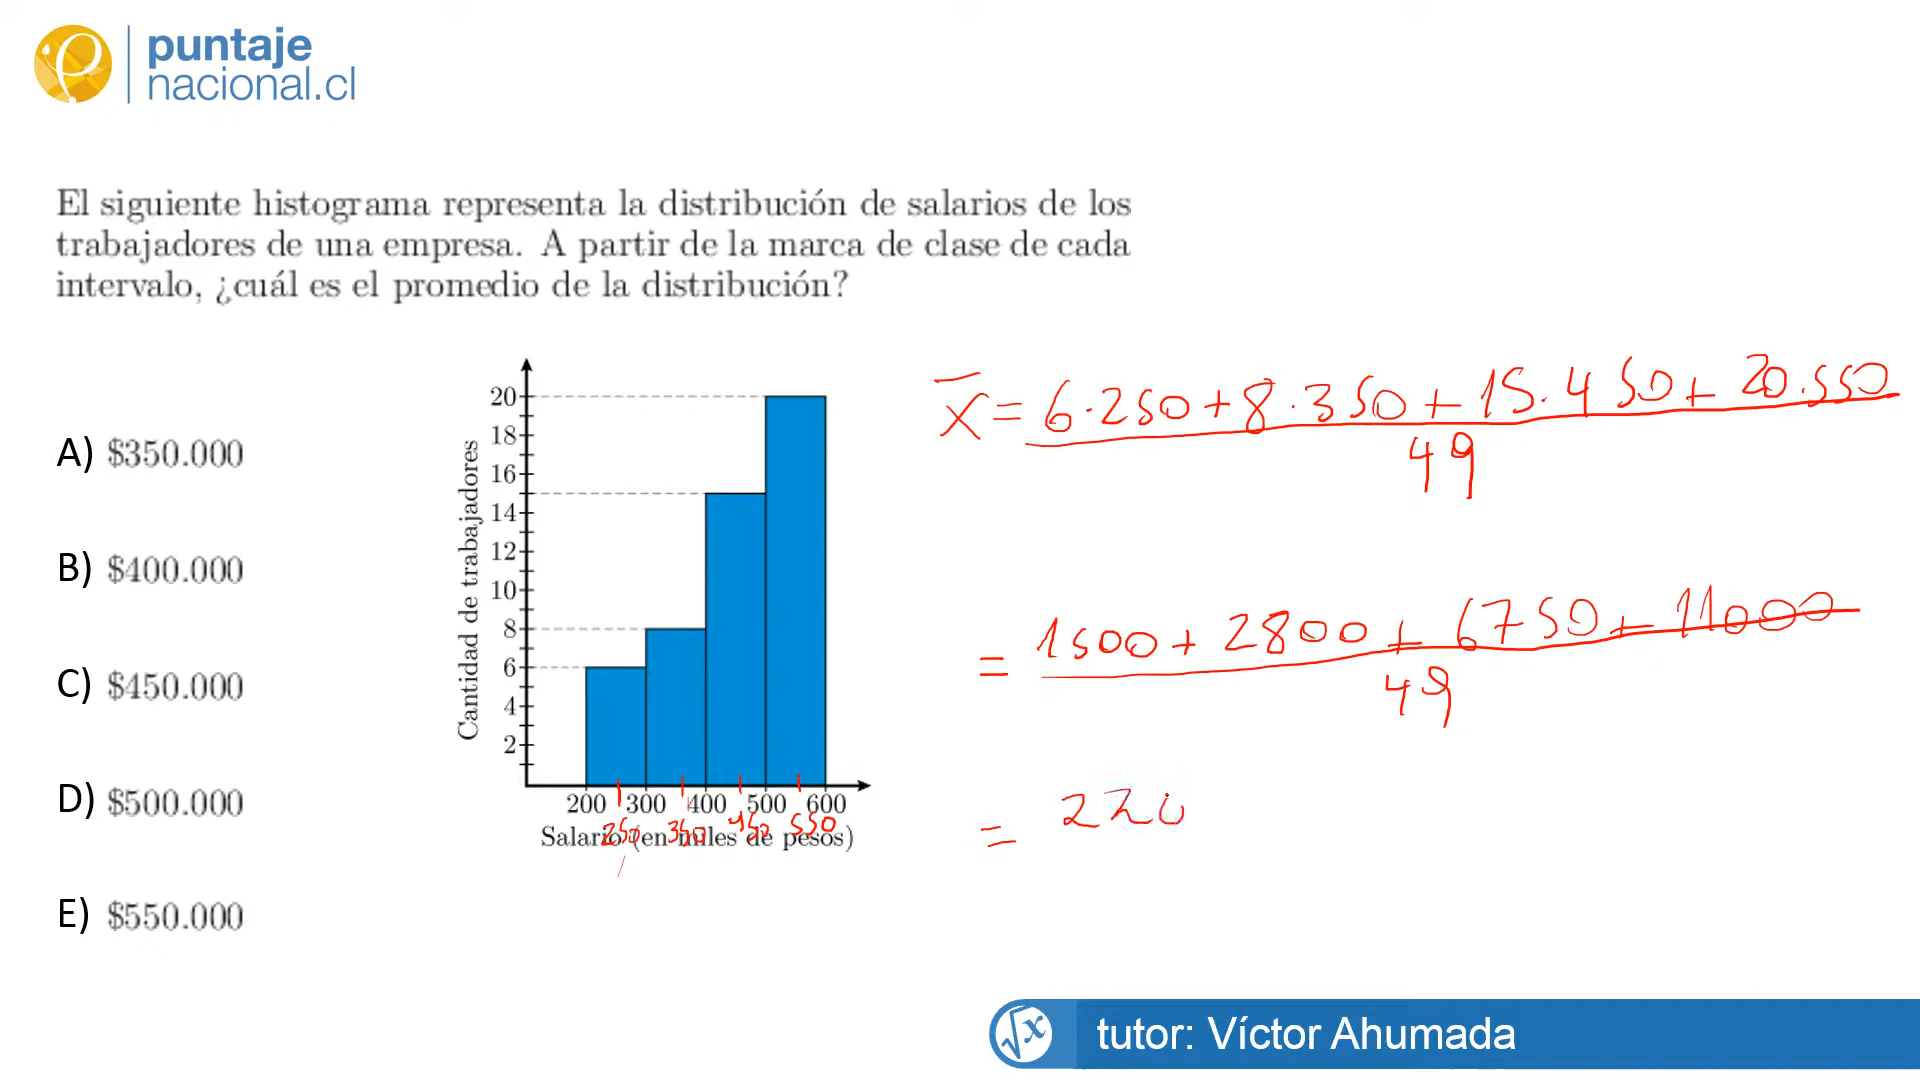 puntaje
nacional.cl
El siguiente histograma representa la distribución de salarios de los
trabajadores de una empresa. A partir de la marca de clase de cada
intervalo, ¿cuál es el promedio de la distribución?
A) $350.000
B) $400.000
C) $450.000
D) $500.000
E) $550.000
Cantidad de trabajadores
20
18
16
14
12
10
8
6
4
2
200 300 400 500 600
250 350 450 550
Salario (en miles de pesos)
x̄ = 6·250 + 8·350 + 15·450 + 20·550
49
= 1500 + 2800 + 6750 + 11000
49
= 220
√x tutor: Víctor Ahumada